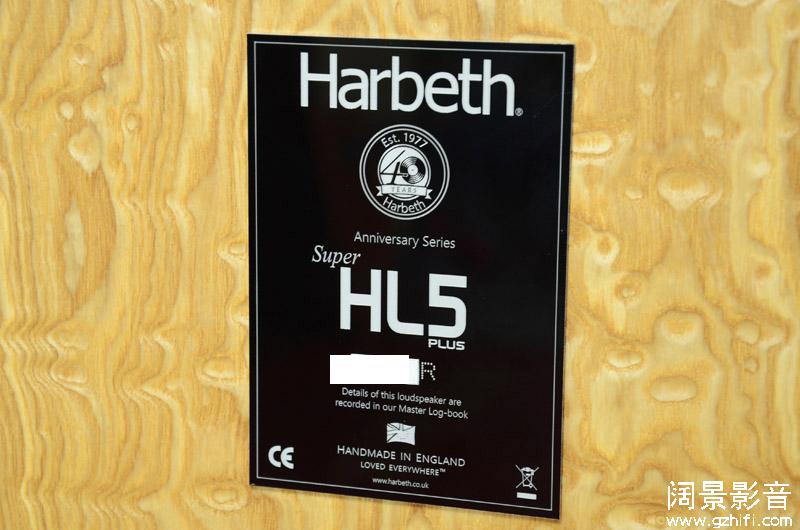 Harbeth®
Est. 1977
40
YEARS
Harbeth
Anniversary Series
Super
HL5
PLUS
R
Details of this loudspeaker are
recorded in our Master Log-book
HANDMADE IN ENGLAND
LOVED EVERYWHERE™
www.harbeth.co.uk
CE
阔景影音
www.gzhifi.com